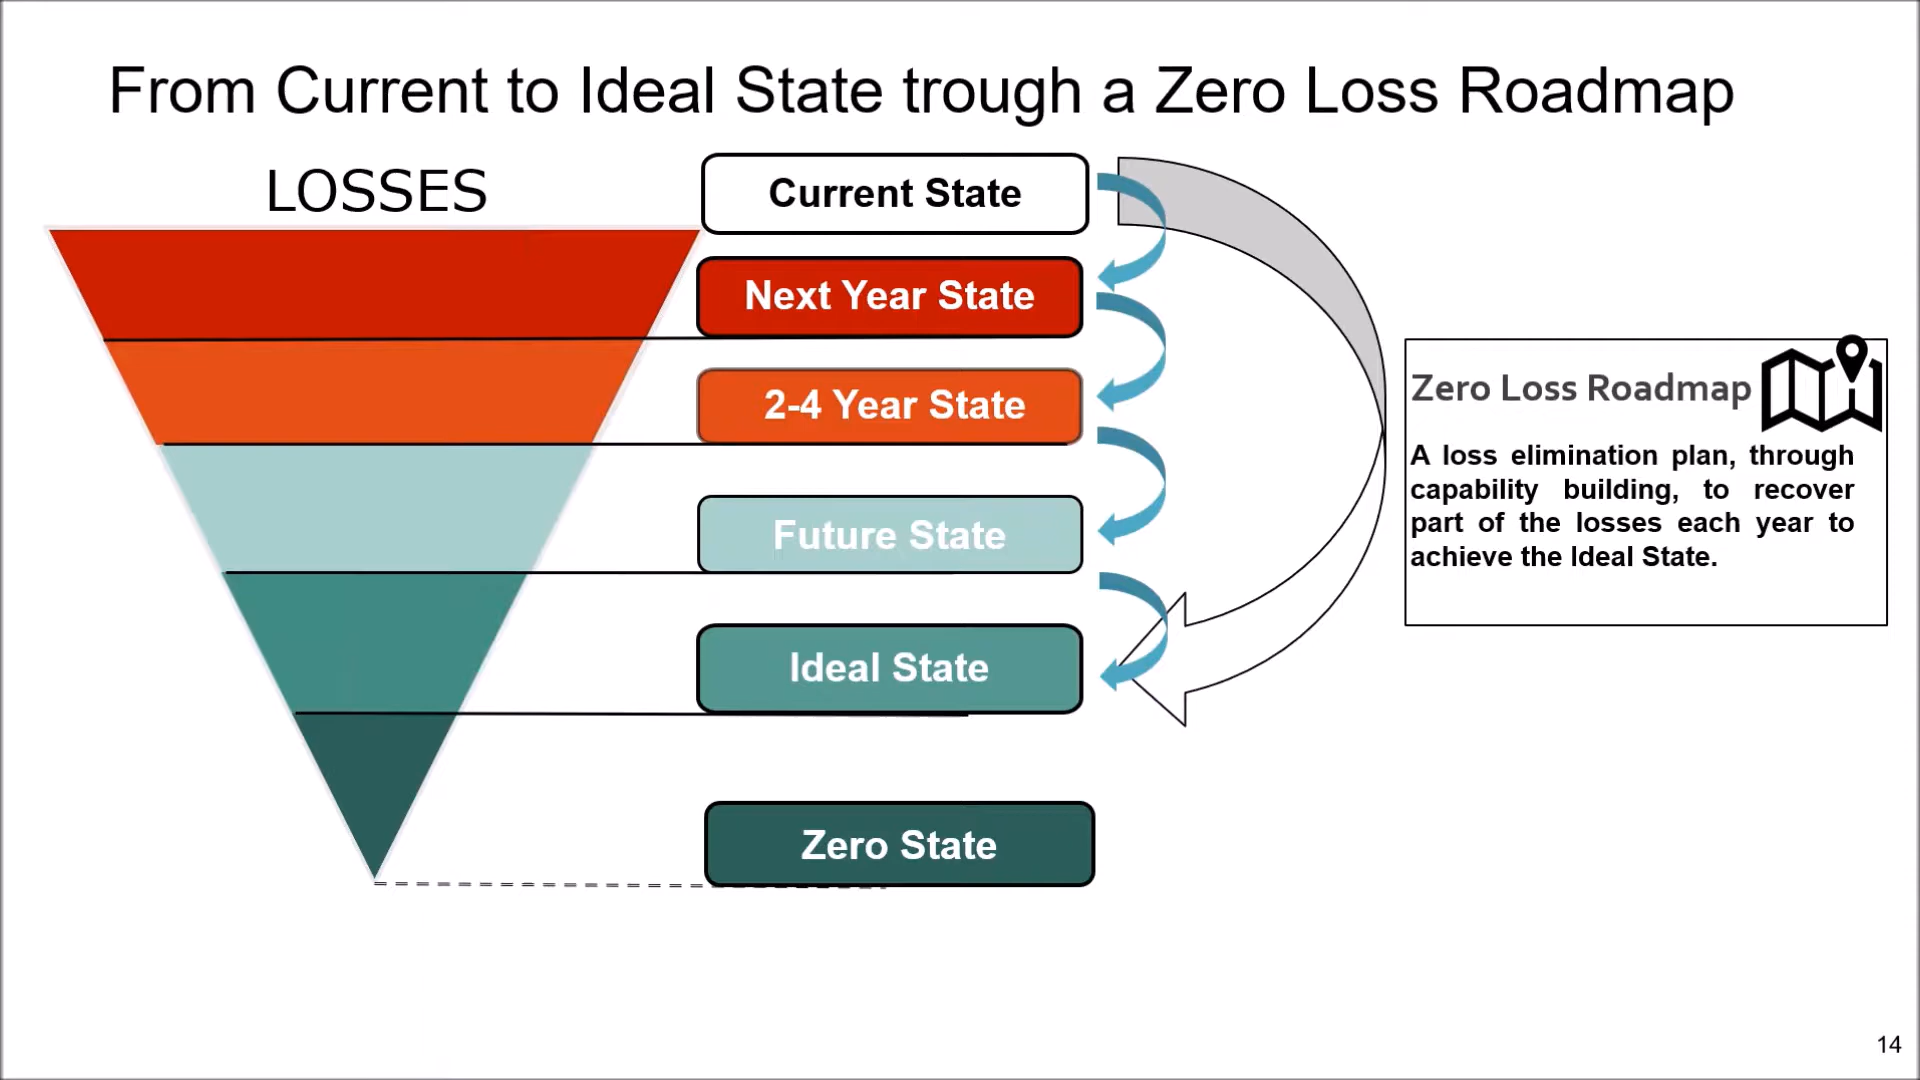 From Current to Ideal State trough a Zero Loss Roadmap
LOSSES
Current State
Next Year State
2-4 Year State
Future State
Ideal State
Zero State
Zero Loss Roadmap
A loss elimination plan, through
capability building, to recover
part of the losses each year to
achieve the Ideal State.
14